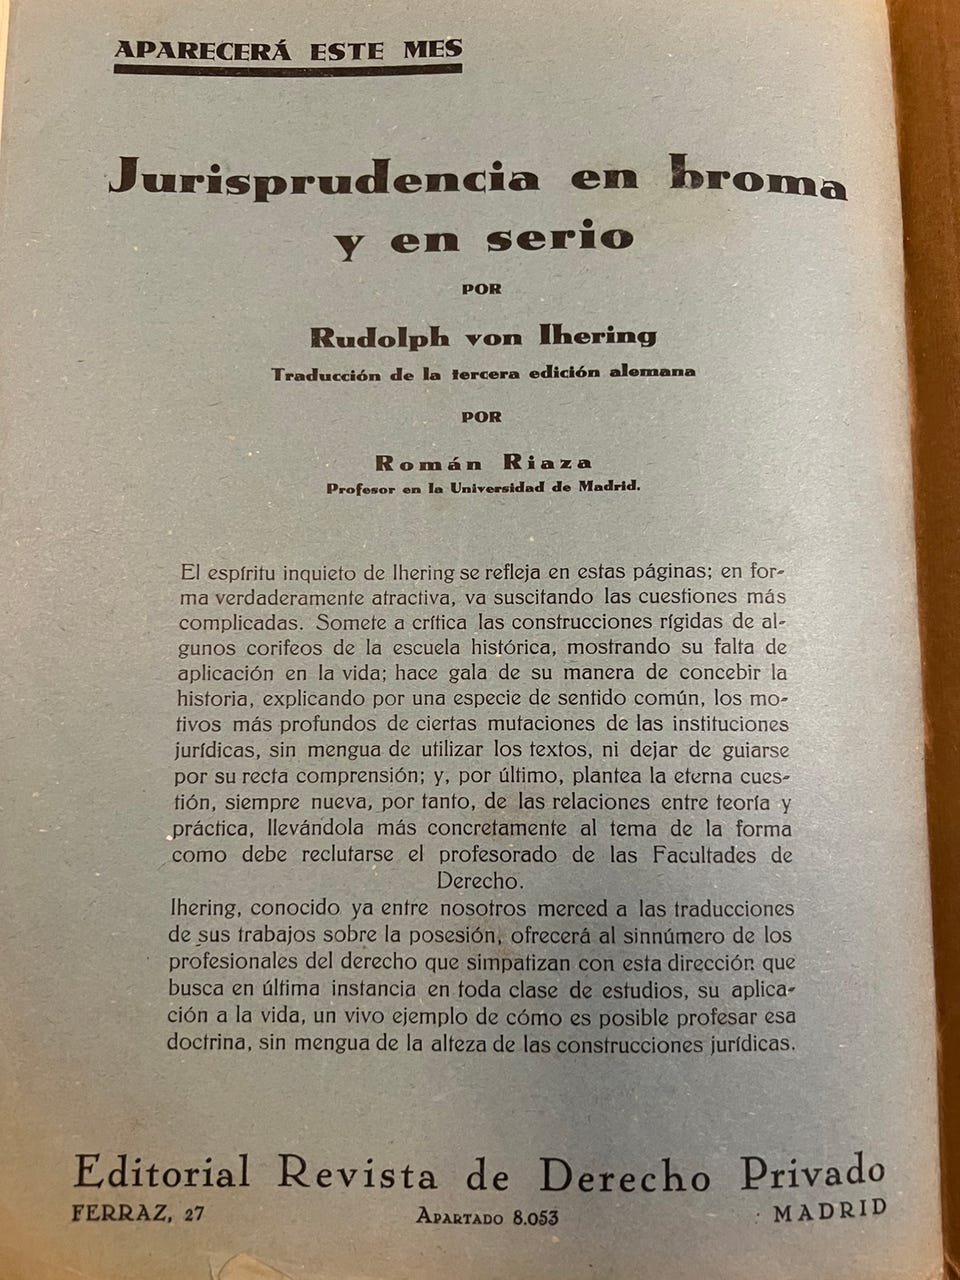 APARECERÁ ESTE MES
Jurisprudencia en broma
y en serio
POR
Rudolph von Ihering
Traducción de la tercera edición alemana
POR
Román Riaza
Profesor en la Universidad de Madrid.
El espíritu inquieto de Ihering se refleja en estas páginas; en for-
ma verdaderamente atractiva, va suscitando las cuestiones más
complicadas. Somete a crítica las construcciones rígidas de al-
gunos corifeos de la escuela histórica, mostrando su falta de
aplicación en la vida; hace gala de su manera de concebir la
historia, explicando por una especie de sentido común, los mo-
tivos más profundos de ciertas mutaciones de las instituciones
jurídicas, sin mengua de utilizar los textos, ni dejar de guiarse
por su recta comprensión; y, por último, plantea la eterna cues-
tión, siempre nueva, por tanto, de las relaciones entre teoría y
práctica, llevándola más concretamente al tema de la forma
como debe reclutarse el profesorado de las Facultades de
Derecho.
Ihering, conocido ya entre nosotros merced a las traducciones
de sus trabajos sobre la posesión, ofrecerá al sinnúmero de los
profesionales del derecho que simpatizan con esta dirección que
busca en última instancia en toda clase de estudios, su aplica-
ción a la vida, un vivo ejemplo de cómo es posible profesar esa
doctrina, sin mengua de la alteza de las construcciones jurídicas.
Editorial Revista de Derecho Privado
FERRAZ, 27 APARTADO 8.053 MADRID